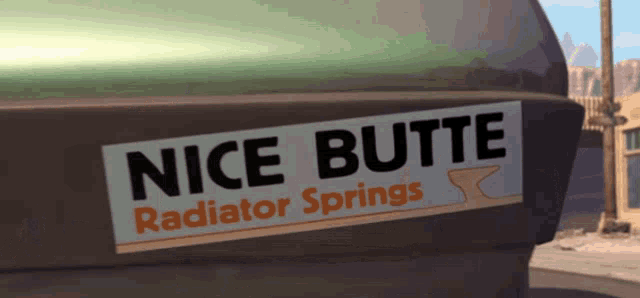 NICE BUTTE
Radiator Springs